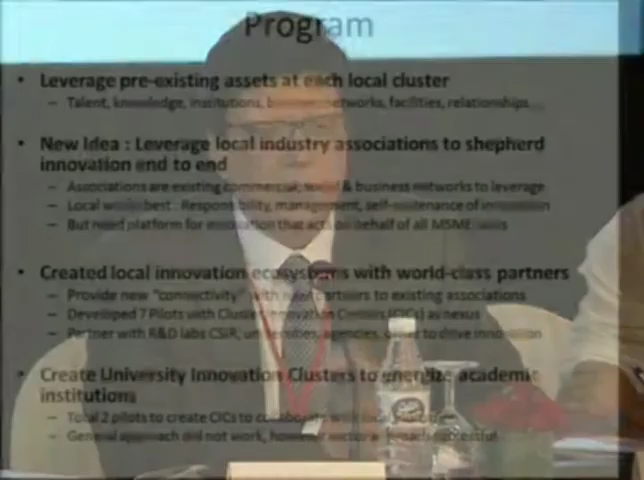 Program
• Leverage pre-existing assets at each local cluster
– Talent, knowledge, institutions, business networks, facilities, relationships...
• New Idea : Leverage local industry associations to shepherd
innovation end to end
– Associations are existing commercial, social & business networks to leverage
– Local works best : Responsibility, management, self-sustenance of innovation
– But need platform for innovation that acts on behalf of all MSME
• Created local innovation ecosystems with world-class partners
– Provide new "connectivity" with partners to existing associations
– Developed 7 Pilots with Cluster Innovation Centers (CICs) as nexus
– Partner with R&D labs CSIR, universities, agencies, to drive innovation
• Create University Innovation Clusters to energize academic
institutions
– Total 2 pilots to create CICs to collaborate with
– General approach did not work, however approach successful